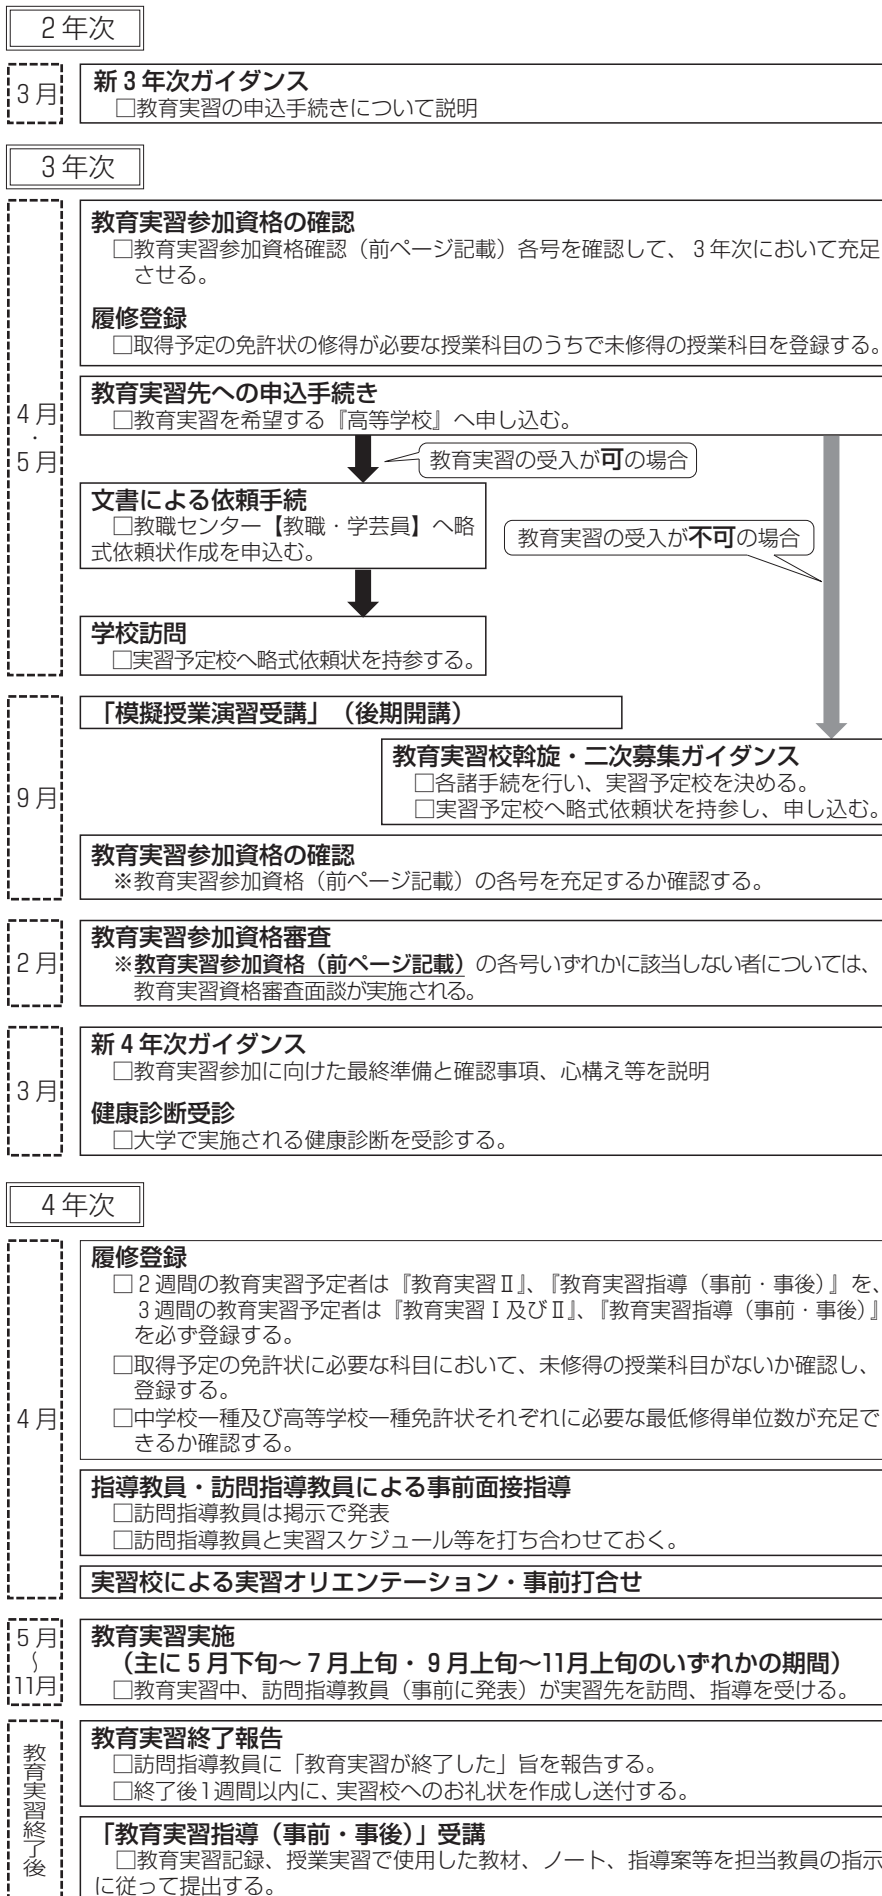 2年次
3月
新3年次ガイダンス
□教育実習の申込手続きについて説明
3年次
4月・5月
教育実習参加資格の確認
□教育実習参加資格確認（前ページ記載）各号を確認して、3年次において充足
させる。
履修登録
□取得予定の免許状の修得が必要な授業科目のうちで未修得の授業科目を登録する。
教育実習先への申込手続き
□教育実習を希望する『高等学校』へ申し込む。
教育実習の受入が可の場合
文書による依頼手続
□教職センター【教職・学芸員】へ略
式依頼状作成を申込む。
教育実習の受入が不可の場合
学校訪問
□実習予定校へ略式依頼状を持参する。
9月
「模擬授業演習受講」（後期開講）
教育実習校斡旋・二次募集ガイダンス
□各諸手続を行い、実習予定校を決める。
□実習予定校へ略式依頼状を持参し、申し込む。
教育実習参加資格の確認
※教育実習参加資格（前ページ記載）の各号を充足するか確認する。
2月
教育実習参加資格審査
※教育実習参加資格（前ページ記載）の各号いずれかに該当しない者については、
教育実習資格審査面談が実施される。
3月
新4年次ガイダンス
□教育実習参加に向けた最終準備と確認事項、心構え等を説明
健康診断受診
□大学で実施される健康診断を受診する。
4年次
4月
履修登録
□2週間の教育実習予定者は『教育実習Ⅱ』、『教育実習指導（事前・事後）』を、
3週間の教育実習予定者は『教育実習Ⅰ及びⅡ』、『教育実習指導（事前・事後）』
を必ず登録する。
□取得予定の免許状に必要な科目において、未修得の授業科目がないか確認し、
登録する。
□中学校一種及び高等学校一種免許状それぞれに必要な最低修得単位数が充足で
きるか確認する。
指導教員・訪問指導教員による事前面接指導
□訪問指導教員は掲示で発表
□訪問指導教員と実習スケジュール等を打ち合わせておく。
実習校による実習オリエンテーション・事前打合せ
5月～11月
教育実習実施
（主に5月下旬～7月上旬・9月上旬～11月上旬のいずれかの期間）
□教育実習中、訪問指導教員（事前に発表）が実習先を訪問、指導を受ける。
教育実習終了後
教育実習終了報告
□訪問指導教員に「教育実習が終了した」旨を報告する。
□終了後1週間以内に、実習校へのお礼状を作成し送付する。
「教育実習指導（事前・事後）」受講
□教育実習記録、授業実習で使用した教材、ノート、指導案等を担当教員の指示
に従って提出する。